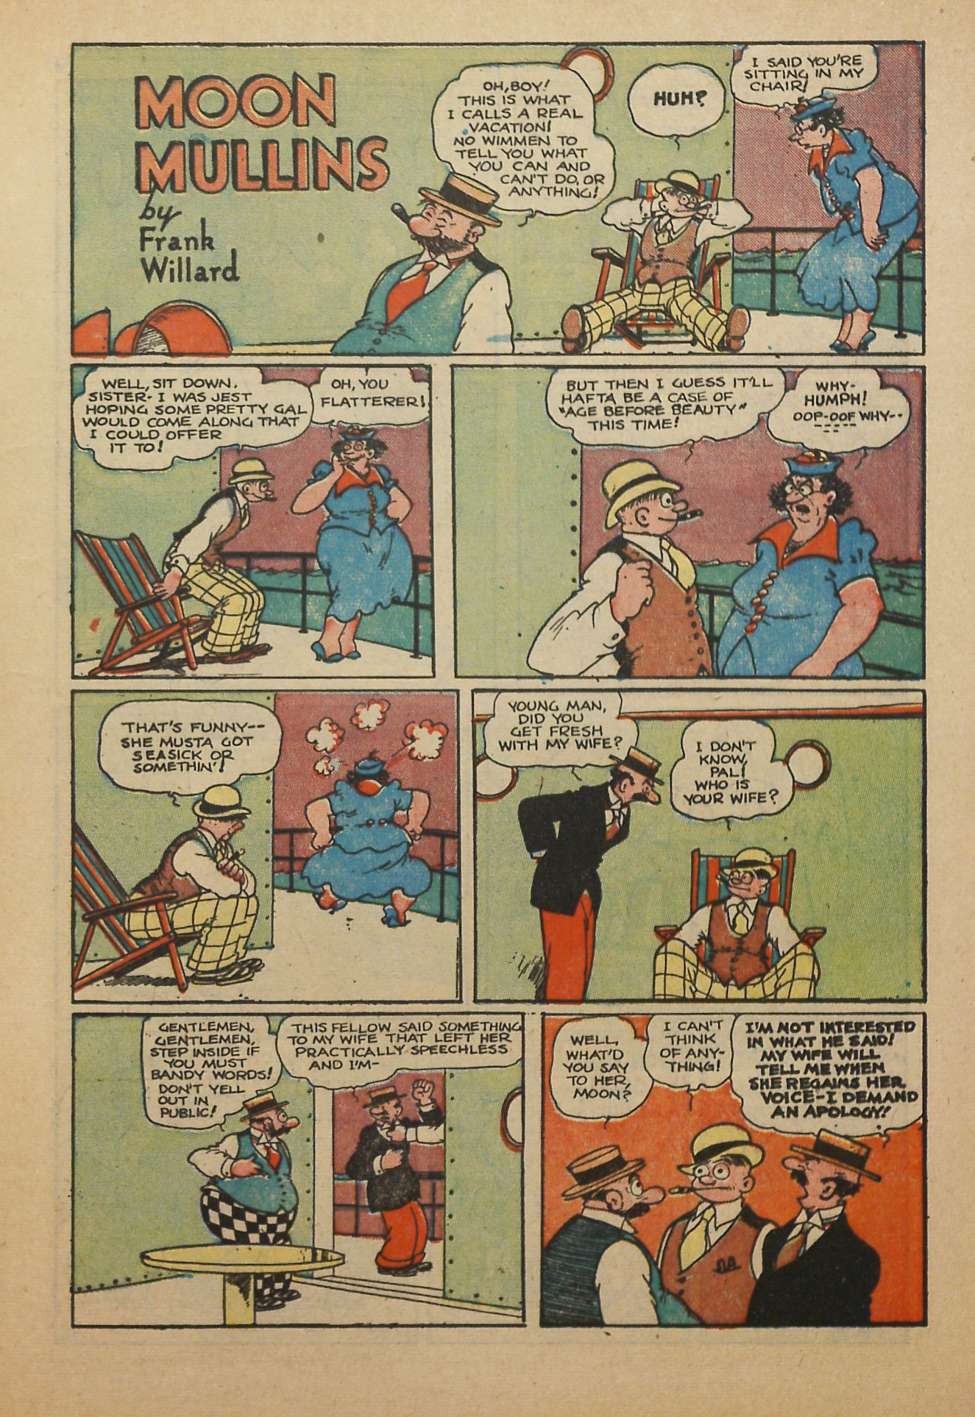 MOON
MULLINS
by
Frank
Willard
OH, BOY!
THIS IS WHAT
I CALLS A REAL
VACATION!
NO WIMMEN TO
TELL YOU WHAT
YOU CAN AND
CAN'T DO, OR
ANYTHING!
HUH?
I SAID YOU'RE
SITTING IN MY
CHAIR!
WELL, SIT DOWN,
SISTER- I WAS JEST
HOPING SOME PRETTY GAL
WOULD COME ALONG THAT
I COULD OFFER
IT TO!
OH, YOU
FLATTERER!
BUT THEN I GUESS IT'LL
HAFTA BE A CASE OF
"AGE BEFORE BEAUTY"
THIS TIME!
WHY-
HUMPH!
OOP-OOF WHY--
THAT'S FUNNY--
SHE MUSTA GOT
SEASICK OR
SOMETHIN'!
YOUNG MAN,
DID YOU
GET FRESH
WITH MY WIFE?
I DON'T
KNOW,
PAL!
WHO IS
YOUR WIFE?
GENTLEMEN,
GENTLEMEN,
STEP INSIDE IF
YOU MUST
BANDY WORDS!
DON'T YELL
OUT IN
PUBLIC!
THIS FELLOW SAID SOMETHING
TO MY WIFE THAT LEFT HER
PRACTICALLY SPEECHLESS
AND I'M-
WELL,
WHAT'D
YOU SAY
TO HER,
MOON?
I CAN'T
THINK
OF ANY-
THING!
I'M NOT INTERESTED
IN WHAT HE SAID!
MY WIFE WILL
TELL ME WHEN
SHE REGAINS HER
VOICE-I DEMAND
AN APOLOGY!